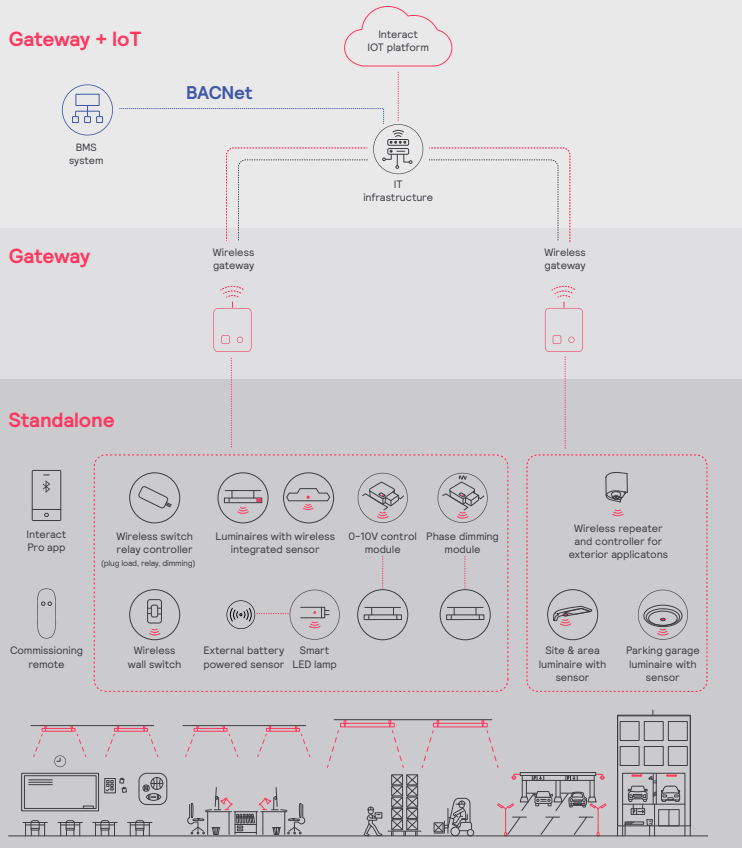 Gateway + IoT
Interact
IOT platform
BACNet
BMS
system
IT
infrastructure
Gateway
Wireless
gateway
Wireless
gateway
Standalone
Interact
Pro app
Wireless switch
relay controller
(plug load, relay, dimming)
Luminaires with wireless
integrated sensor
0-10V control
module
Phase dimming
module
Wireless repeater
and controller for
exterior applicatons
Commissioning
remote
Wireless
wall switch
External battery
powered sensor
Smart
LED lamp
Site & area
luminaire with
sensor
Parking garage
luminaire with
sensor